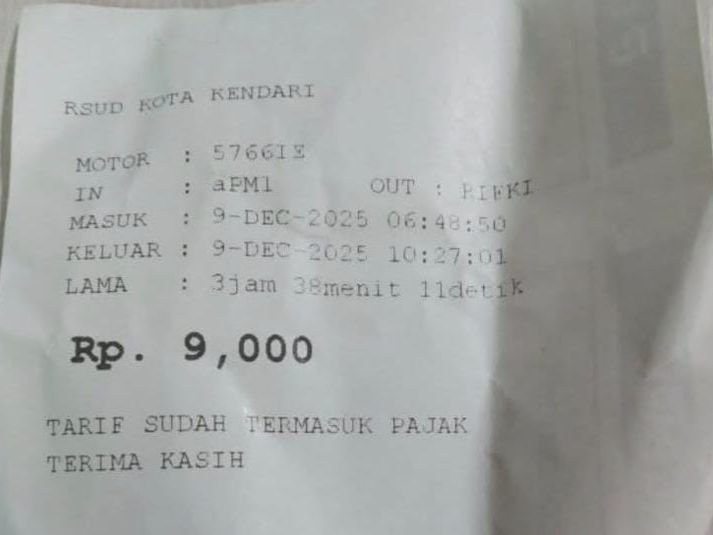 RSUD KOTA KENDARI
MOTOR : 5766IE
IN : aPM1 OUT : RIFKI
MASUK : 9-DEC-2025 06:48:50
KELUAR : 9-DEC-2025 10:27:01
LAMA : 3jam 38menit 11detik
Rp. 9,000
TARIF SUDAH TERMASUK PAJAK
TERIMA KASIH